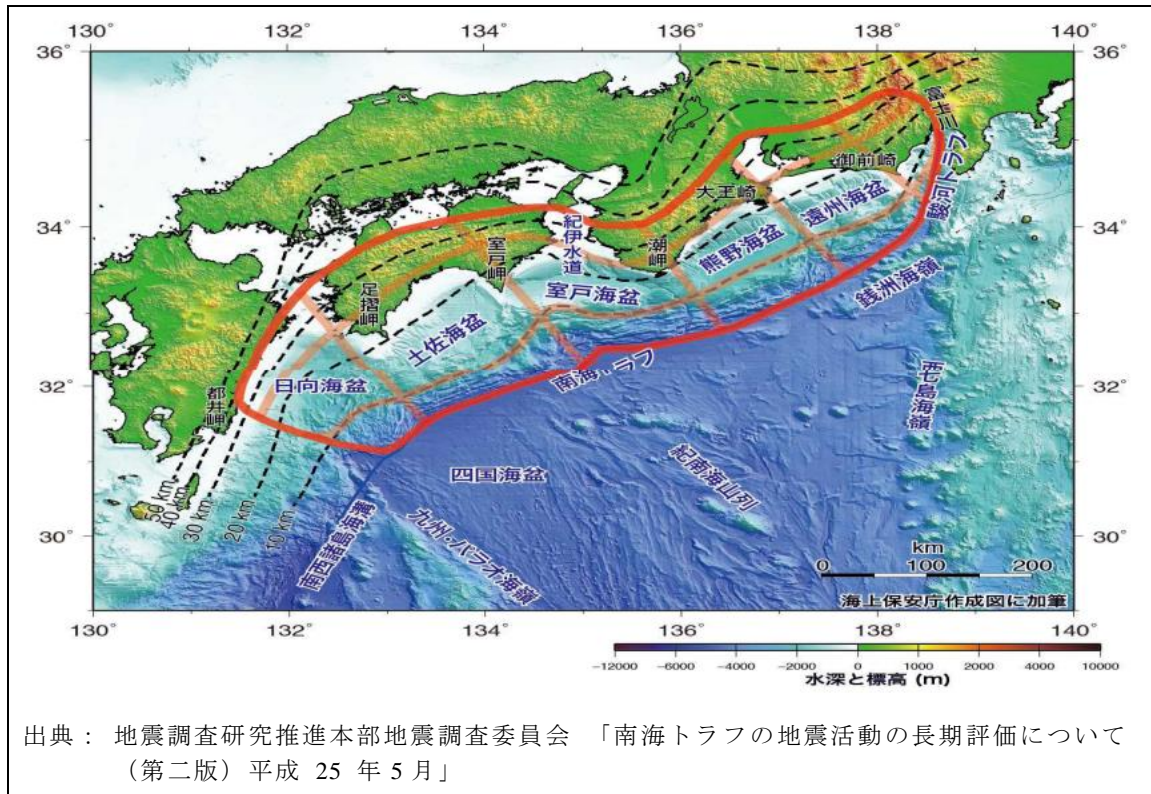 130° 132° 134° 136° 138° 140°
36° 36°
富士川
駿河トラフ
御前崎
大王崎
遠州海盆
34° 34°
紀伊水道
潮岬
熊野海盆
室戸岬
室戸海盆
銭洲海嶺
足摺岬
土佐海盆
南海トラフ
32° 32°
日向海盆
都井岬
西七島海嶺
四国海盆
紀南海山列
50 km
40 km
30 km
20 km
10 km
南西諸島海溝
九州・パラオ海嶺
30° 30°
km
0 100 200
海上保安庁作成図に加筆
130° 132° 134° 136° 138° 140°
−12000 −6000 −4000 −2000 0 1000 2000 4000 10000
水深と標高 (m)
出典： 地震調査研究推進本部地震調査委員会 「南海トラフの地震活動の長期評価について
（第二版）平成 25 年5月」